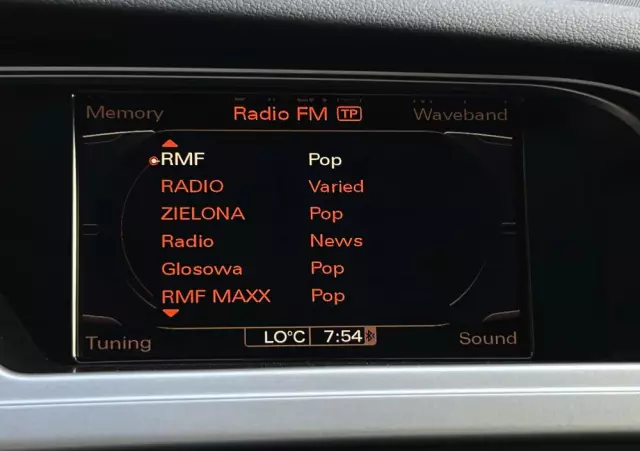 Memory Radio FM TP Waveband
RMF Pop
RADIO Varied
ZIELONA Pop
Radio News
Glosowa Pop
RMF MAXX Pop
Tuning LO°C 7:54 Sound